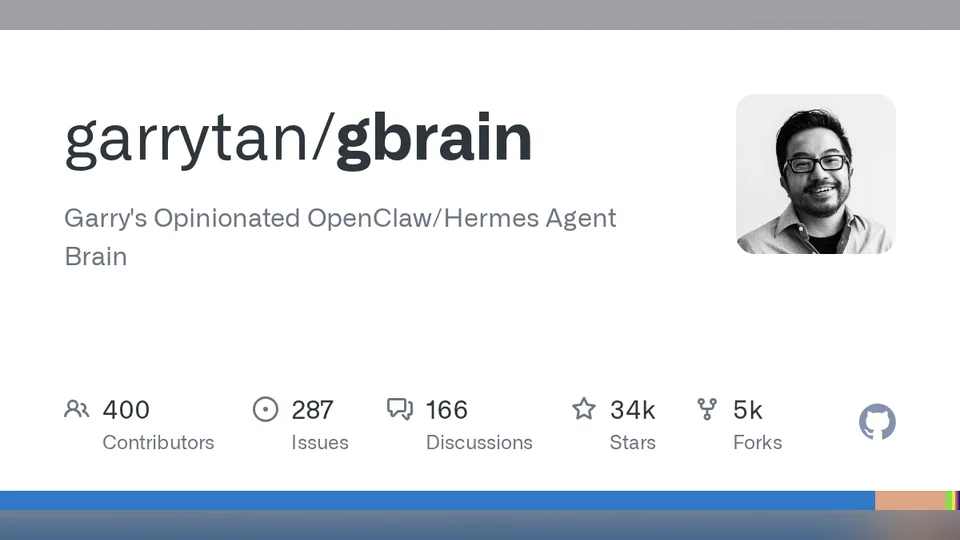 garrytan/gbrain
Garry's Opinionated OpenClaw/Hermes Agent
Brain
400
Contributors
287
Issues
166
Discussions
34k
Stars
5k
Forks